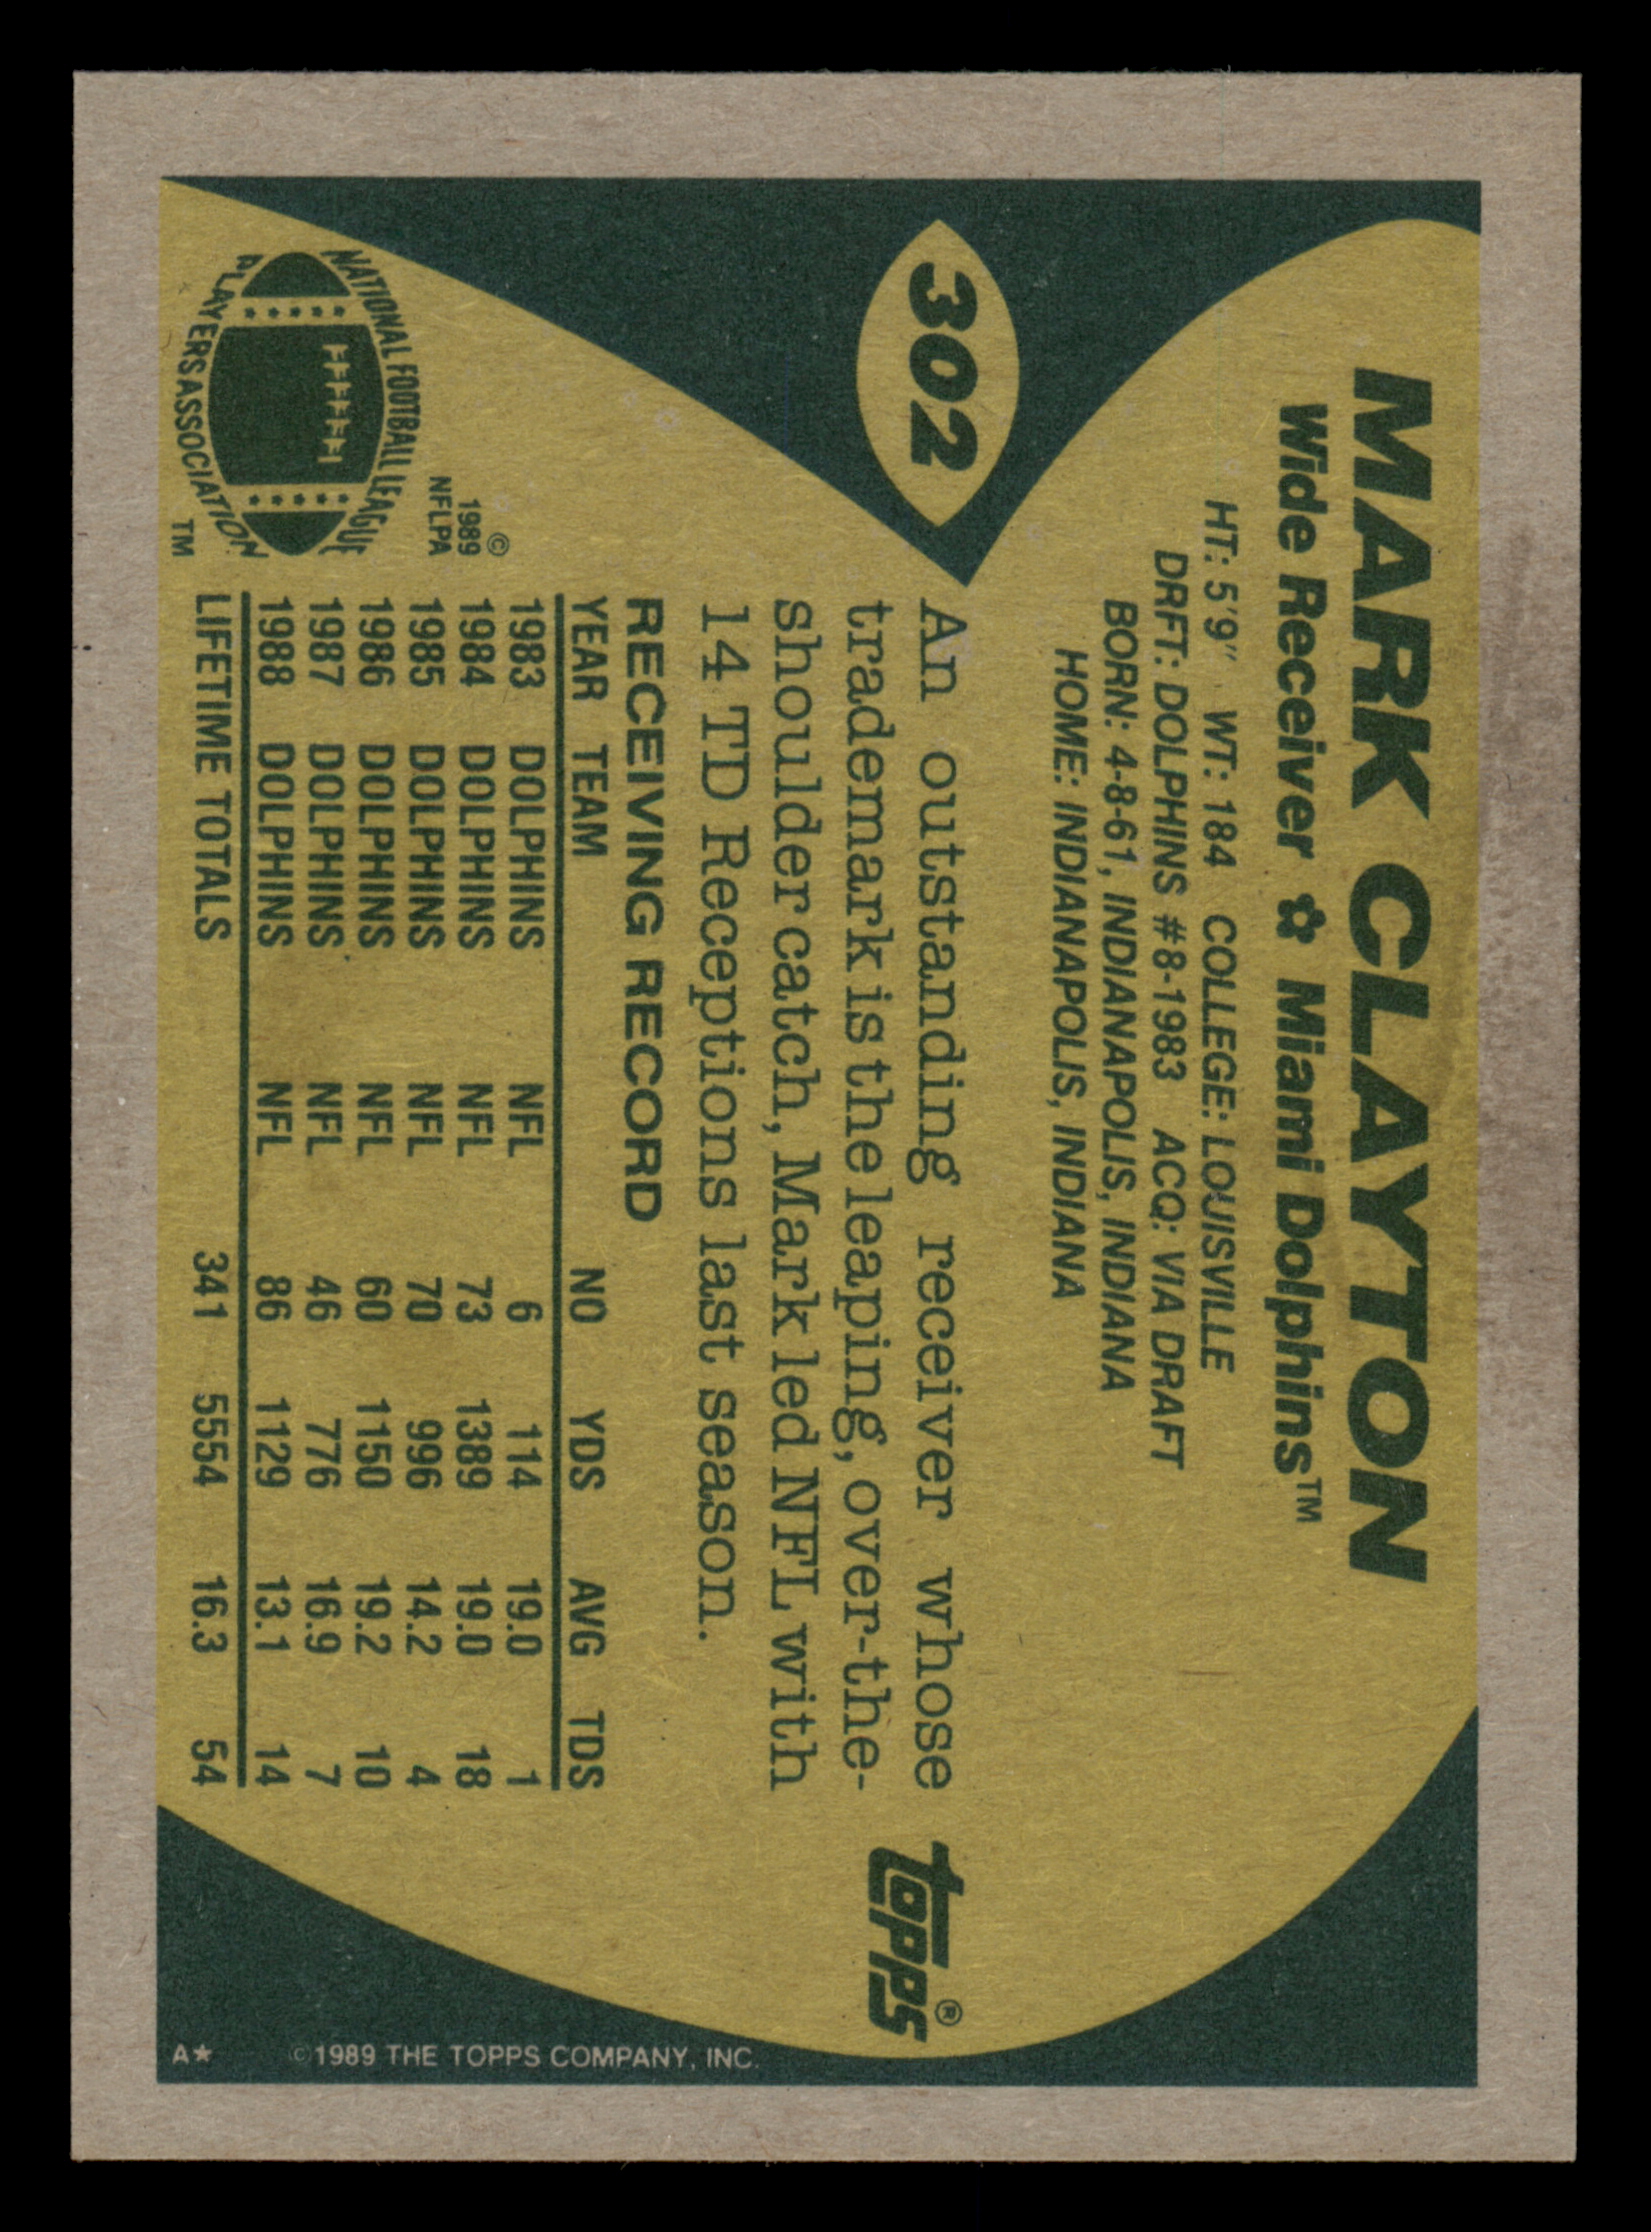 MARK CLAYTON
Wide Receiver ✿ Miami Dolphins™
HT: 5'9" WT: 184 COLLEGE: LOUISVILLE
DRFT: DOLPHINS #8-1983 ACQ: VIA DRAFT
BORN: 4-8-61, INDIANAPOLIS, INDIANA
HOME: INDIANAPOLIS, INDIANA
302
An outstanding receiver whose
trademark is the leaping, over-the-
shoulder catch, Mark led NFL with
14 TD Receptions last season.
topps®
RECEIVING RECORD
YEAR TEAM NO YDS AVG TDS
1983 DOLPHINS NFL 6 114 19.0 1
1984 DOLPHINS NFL 73 1389 19.0 18
1985 DOLPHINS NFL 70 996 14.2 4
1986 DOLPHINS NFL 60 1150 19.2 10
1987 DOLPHINS NFL 46 776 16.9 7
1988 DOLPHINS NFL 86 1129 13.1 14
LIFETIME TOTALS 341 5554 16.3 54
©
1989
NFLPA
NATIONAL FOOTBALL LEAGUE
PLAYERS ASSOCIATION TM
©1989 THE TOPPS COMPANY, INC.
A★